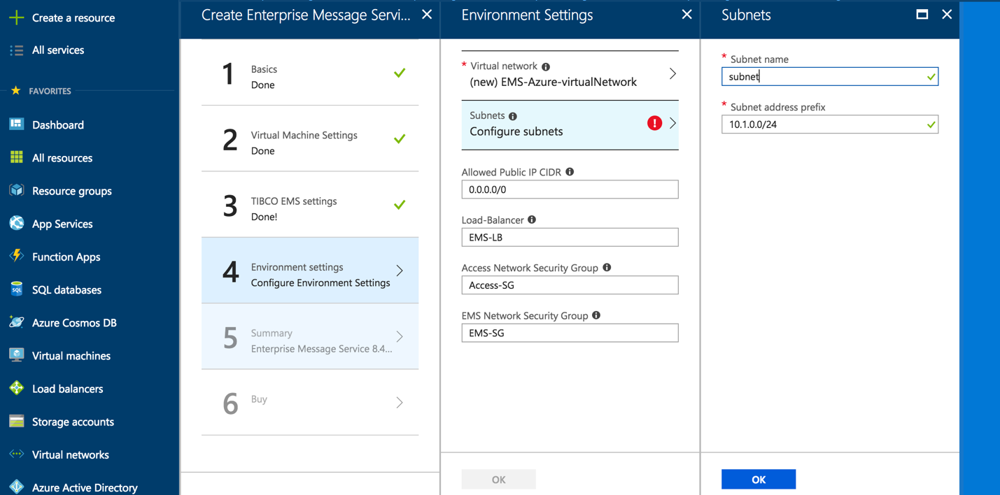 Create a resource
All services
FAVORITES
Dashboard
All resources
Resource groups
App Services
Function Apps
SQL
SQL databases
Azure Cosmos DB
Virtual machines
Load balancers
Storage accounts
Virtual networks
Azure Active Directory
Create Enterprise Message Servi...
1
Basics
Done
2
Virtual Machine Settings
Done
3
TIBCO EMS settings
Done!
4
Environment settings
Configure Environment Settings
5
Summary
Enterprise Message Service 8.4...
6
Buy
Environment Settings
* Virtual network
(new) EMS-Azure-virtualNetwork
Subnets
Configure subnets
Allowed Public IP CIDR
0.0.0.0/0
Load-Balancer
EMS-LB
Access Network Security Group
Access-SG
EMS Network Security Group
EMS-SG
OK
Subnets
* Subnet name
subnet
* Subnet address prefix
10.1.0.0/24
OK